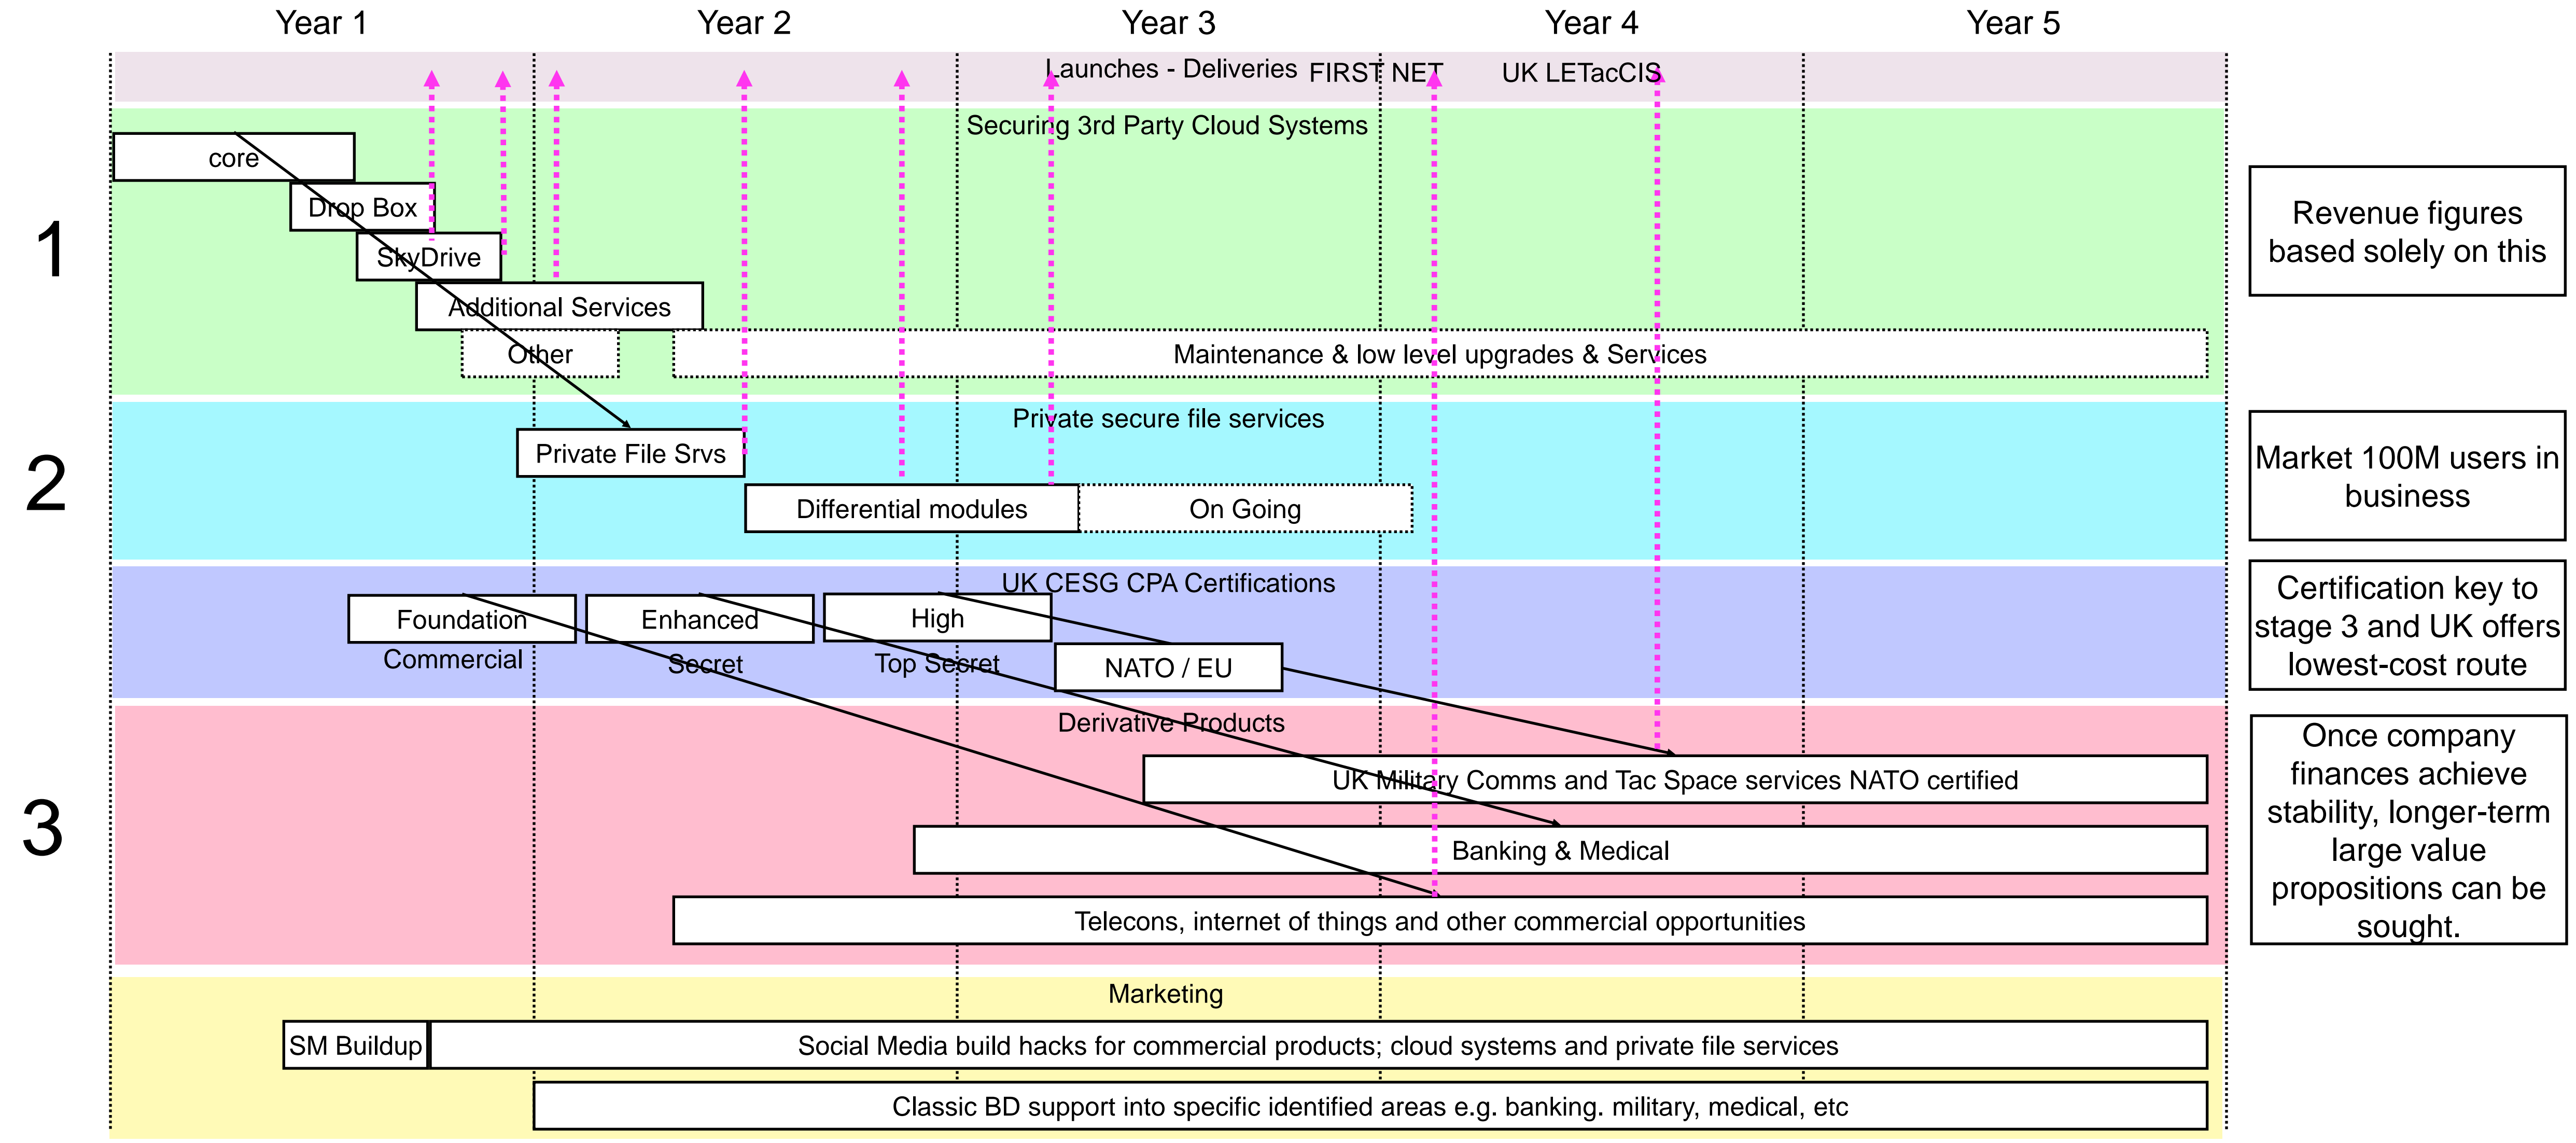 Year 1
Year 2
Year 3
Year 4
Year 5
Launches - Deliveries
FIRST NET
UK LETacCIS
Securing 3rd Party Cloud Systems
core
Drop Box
SkyDrive
Additional Services
Other
Maintenance & low level upgrades & Services
1
Revenue figures
based solely on this
Private secure file services
Private File Srvs
Differential modules
On Going
2
Market 100M users in
business
UK CESG CPA Certifications
Foundation
Enhanced
High
Commercial
Secret
Top Secret
NATO / EU
Certification key to
stage 3 and UK offers
lowest-cost route
Derivative Products
UK Military Comms and Tac Space services NATO certified
Banking & Medical
Telecons, internet of things and other commercial opportunities
3
Once company
finances achieve
stability, longer-term
large value
propositions can be
sought.
Marketing
SM Buildup
Social Media build hacks for commercial products; cloud systems and private file services
Classic BD support into specific identified areas e.g. banking. military, medical, etc